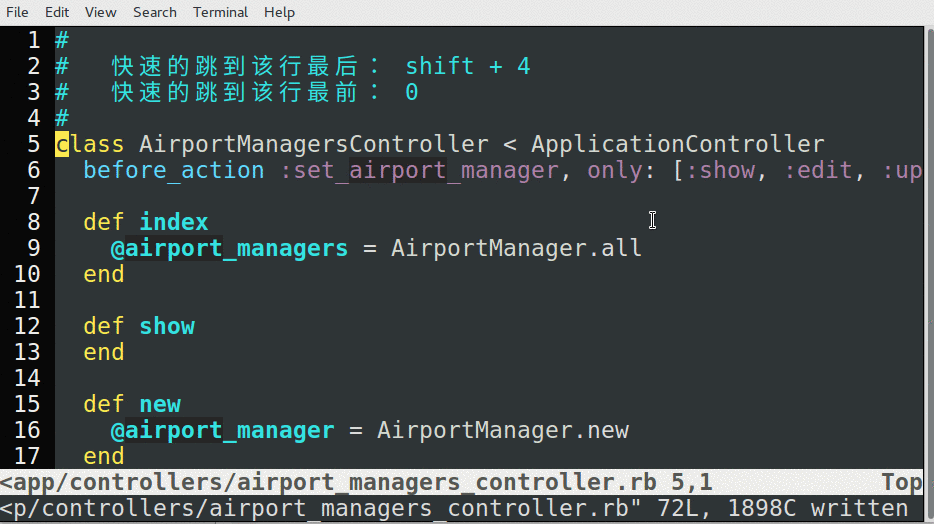 File Edit View Search Terminal Help
1 #
2 #   快速的跳到该行最后： shift + 4
3 #   快速的跳到该行最前： 0
4 #
5 class AirportManagersController < ApplicationController
6   before_action :set_airport_manager, only: [:show, :edit, :up
7
8   def index
9     @airport_managers = AirportManager.all
10   end
11
12   def show
13   end
14
15   def new
16     @airport_manager = AirportManager.new
17   end
<app/controllers/airport_managers_controller.rb 5,1 Top
<p/controllers/airport_managers_controller.rb" 72L, 1898C written